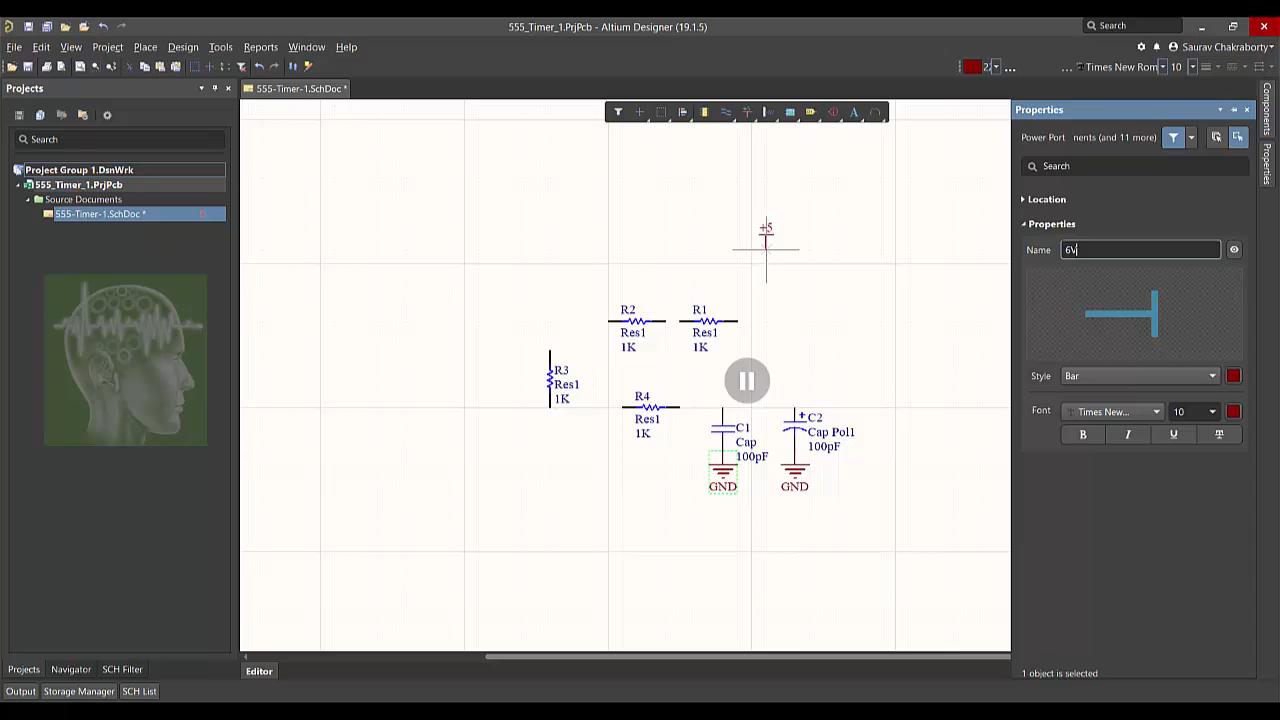 555_Timer_1.PrjPcb - Altium Designer (19.1.5)
Search
File Edit View Project Place Design Tools Reports Window Help
Saurav Chakraborty
Times New Rom 10
Projects
555-Timer-1.SchDoc *
Properties
Components
Properties
Search
Project Group 1.DsnWrk
555_Timer_1.PrjPcb
Source Documents
555-Timer-1.SchDoc *
Power Port nents (and 11 more)
Search
Location
Properties
Name 6V
Style Bar
Font Times New... 10
B I U T
+5
R2
Res1
1K
R1
Res1
1K
R3
Res1
1K
R4
Res1
1K
C1
Cap
100pF
GND
C2
Cap Pol1
100pF
GND
Projects Navigator SCH Filter
Editor
1 object is selected
Output Storage Manager SCH List